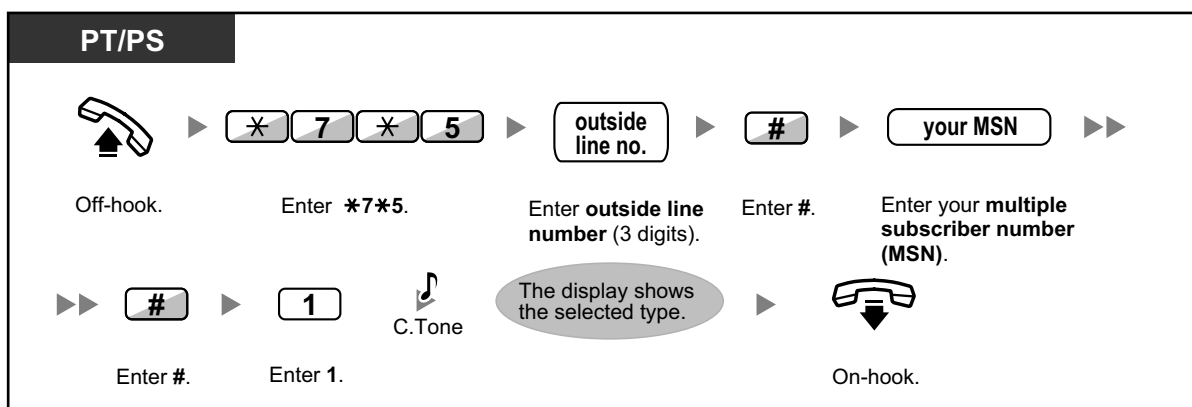 PT/PS
✳ 7 ✳ 5
outside
line no.
#
your MSN
Off-hook.
Enter ✳7✳5.
Enter outside line
number (3 digits).
Enter #.
Enter your multiple
subscriber number
(MSN).
#
1
C.Tone
The display shows
the selected type.
Enter #.
Enter 1.
On-hook.